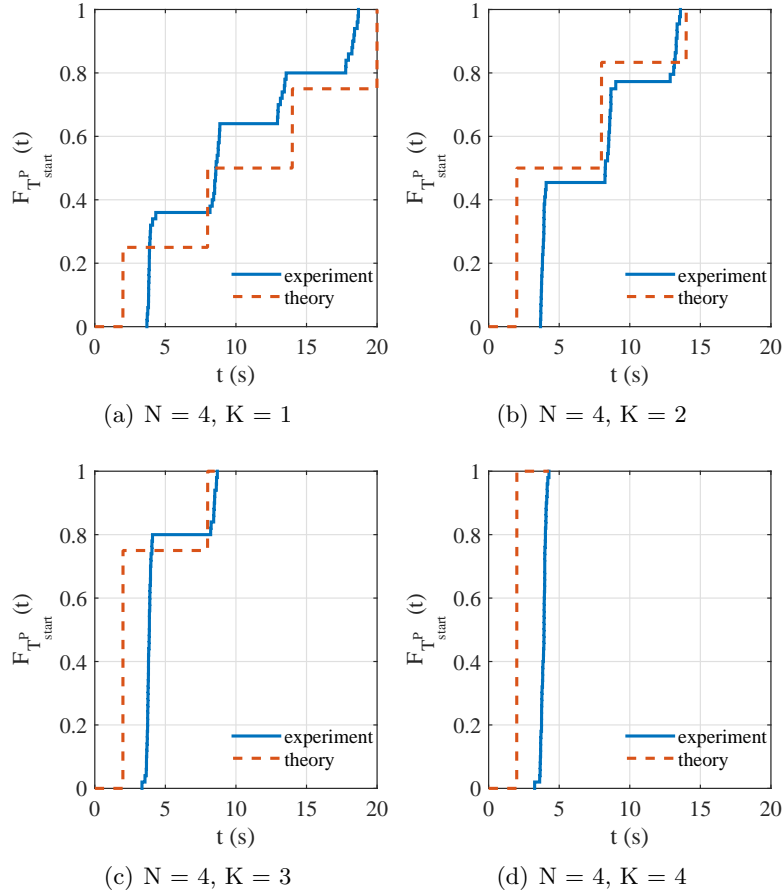 1
0.8
0.6
0.4
0.2
0
F_{T^P_{start}} (t)
experiment
theory
0 5 10 15 20
t (s)
(a) N = 4, K = 1
1
0.8
0.6
0.4
0.2
0
F_{T^P_{start}} (t)
experiment
theory
0 5 10 15 20
t (s)
(b) N = 4, K = 2
1
0.8
0.6
0.4
0.2
0
F_{T^P_{start}} (t)
experiment
theory
0 5 10 15 20
t (s)
(c) N = 4, K = 3
1
0.8
0.6
0.4
0.2
0
F_{T^P_{start}} (t)
experiment
theory
0 5 10 15 20
t (s)
(d) N = 4, K = 4